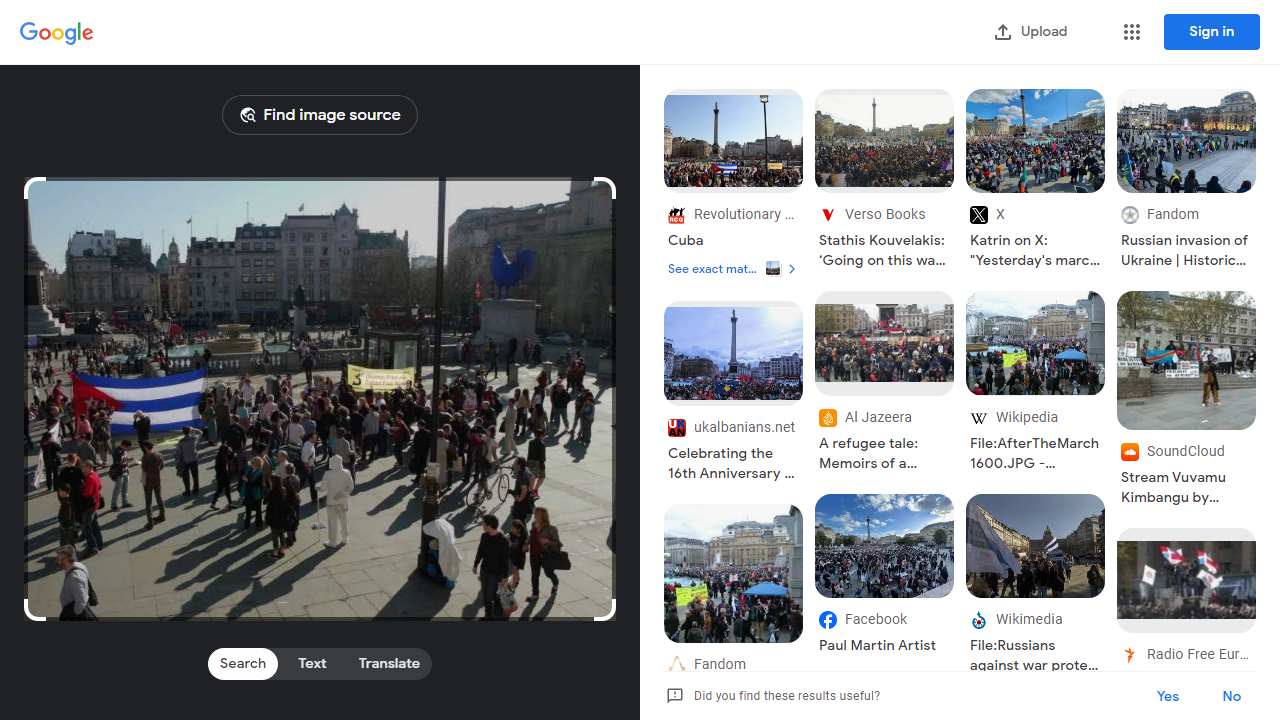 Google
Upload
Sign in
Find image source
Search
Text
Translate
Revolutionary ...
Cuba
See exact mat...
Verso Books
Stathis Kouvelakis:
‘Going on this wa...
X
Katrin on X:
"Yesterday's marc...
Fandom
Russian invasion of
Ukraine | Historic...
ukalbanians.net
Celebrating the
16th Anniversary ...
Al Jazeera
A refugee tale:
Memoirs of a...
Wikipedia
File:AfterTheMarch
1600.JPG -...
SoundCloud
Stream Vuvamu
Kimbangu by...
Fandom
Facebook
Paul Martin Artist
Wikimedia
File:Russians
against war prote...
Radio Free Eur...
Did you find these results useful?
Yes
No